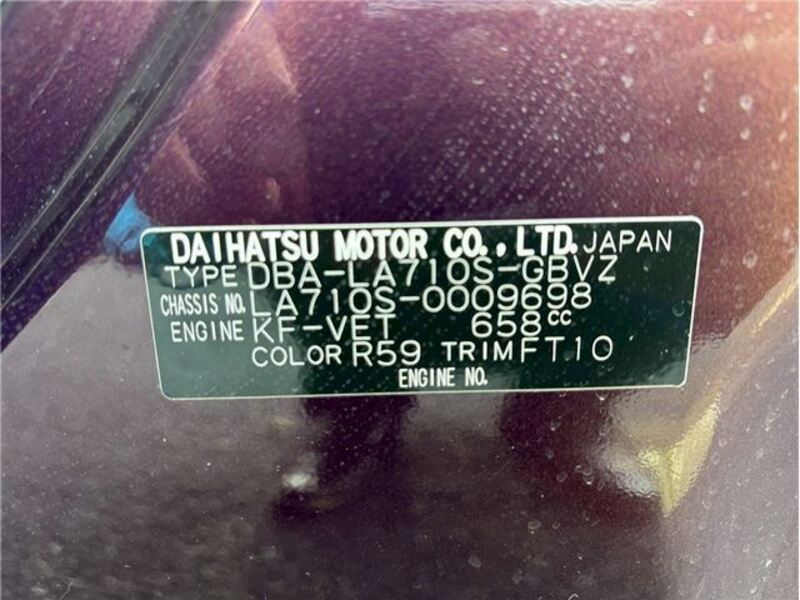 DAIHATSU MOTOR CO., LTD. JAPAN
TYPE DBA-LA710S-GBVZ
CHASSIS NO. LA710S-0009698
ENGINE KF-VET 658cc
COLOR R59 TRIM FT10
ENGINE NO.